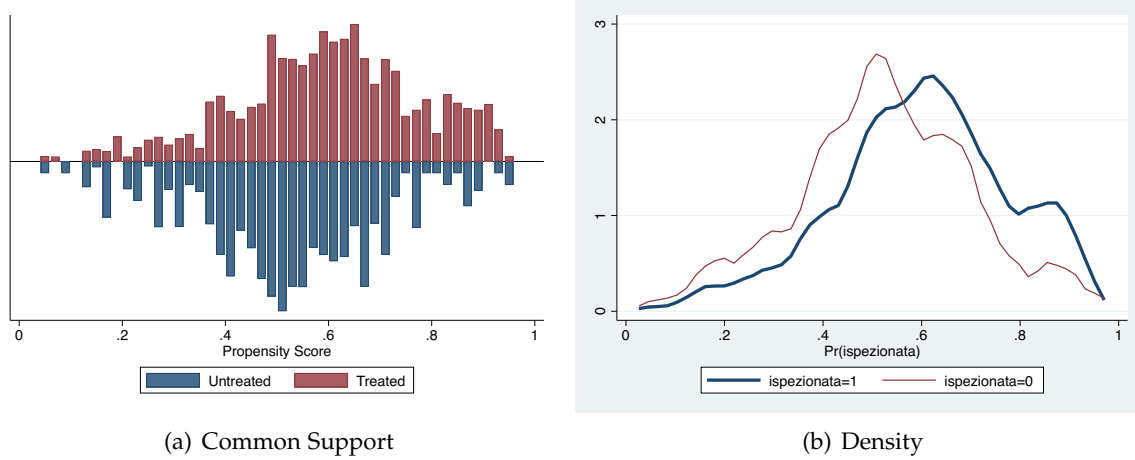 0 .2 .4 .6 .8 1
Propensity Score
Untreated Treated
(a) Common Support
3
2
1
0
0 .2 .4 .6 .8 1
Pr(ispezionata)
ispezionata=1 ispezionata=0
(b) Density